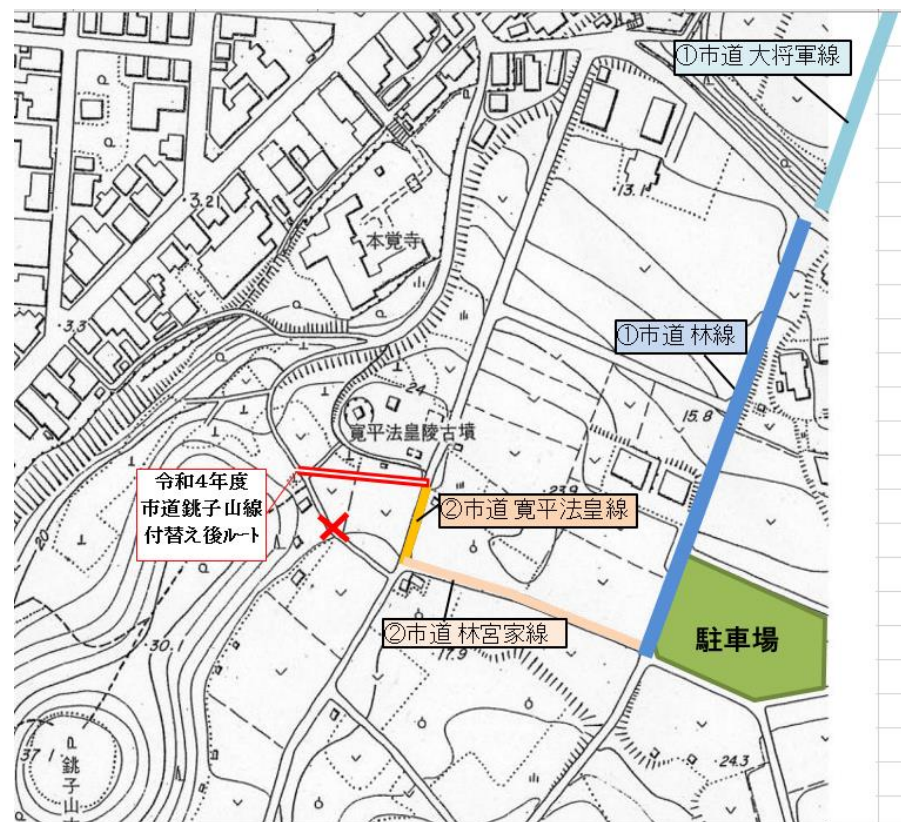 ①市道 大将軍線
13.1
3.21
本覚寺
3.3
①市道 林線
24
15.8
寛平法皇陵古墳
令和4年度
市道銚子山線
付替え後ルート
23.9
②市道 寛平法皇線
20
30.1
②市道 林宮家線
17.9
駐車場
37.1
銚子山
24.3